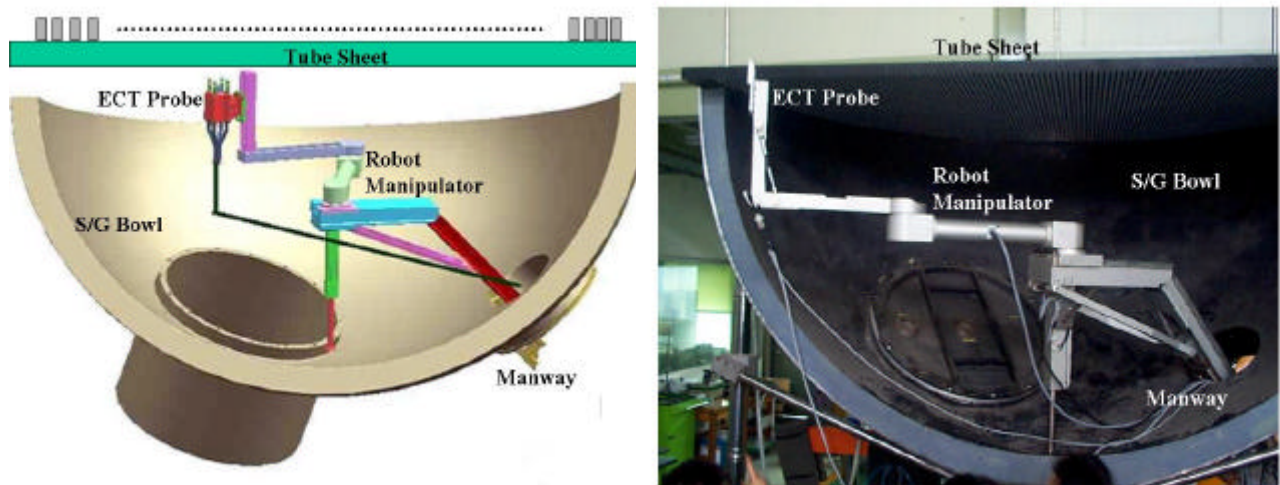 Tube Sheet
ECT Probe
Robot
Manipulator
S/G Bowl
Manway
Tube Sheet
ECT Probe
Robot
Manipulator
S/G Bowl
Manway